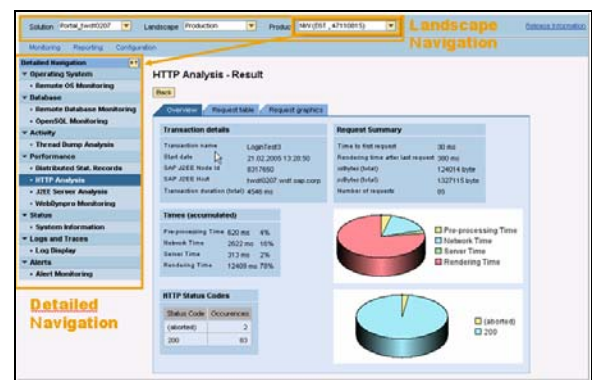 Solution Portal_twdf0207 Landscape Production Produc NW (EGT , 47110815) Landscape Navigation Release Information
Monitoring Reporting Configuration
Detailed Navigation
Operating System
Remote OS Monitoring
Database
Remote Database Monitoring
OpenSQL Monitoring
Activity
Thread Dump Analysis
Performance
Distributed Stat. Records
HTTP Analysis
J2EE Server Analysis
WebDynpro Monitoring
Status
System Information
Logs and Traces
Log Display
Alerts
Alert Monitoring
Detailed
Navigation
HTTP Analysis - Result
Back
Overview Request table Request graphics
Transaction details
Transaction name LoginTest3
Start date 21.02.2005 13:28:50
SAP J2EE Node Id 8317650
SAP J2EE Host twdf0207.wdf.sap.corp
Transaction duration (total) 4546 ms
Request Summary
Time to first request 30 ms
Rendering time after last request 380 ms
(total) 124014 byte
(total) 1327115 byte
Number of requests
Times (accumulated)
Pre-processing Time 620 ms 4%
Network Time 2622 ms 16%
Server Time 313 ms 2%
Rendering Time 12409 ms 78%
Pre-processing Time
Network Time
Server Time
Rendering Time
HTTP Status Codes
Status Code Occurences
(aborted) 2
200 83
(aborted)
200